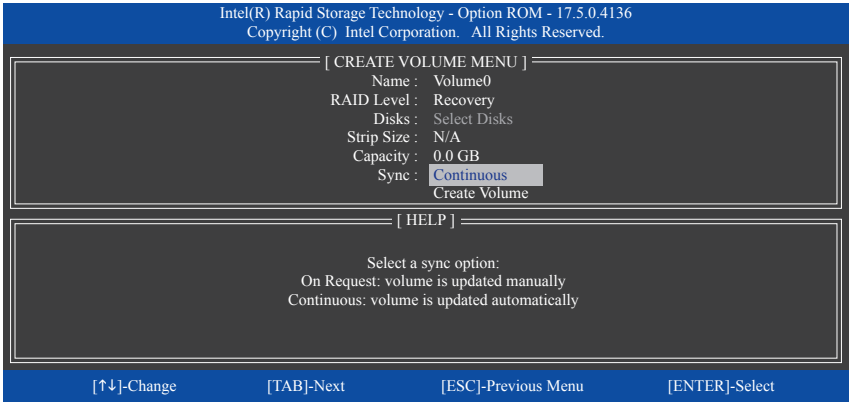 Intel(R) Rapid Storage Technology - Option ROM - 17.5.0.4136
Copyright (C) Intel Corporation. All Rights Reserved.
[ CREATE VOLUME MENU ]
Name : Volume0
RAID Level : Recovery
Disks : Select Disks
Strip Size : N/A
Capacity : 0.0 GB
Sync : Continuous
Create Volume
[ HELP ]
Select a sync option:
On Request: volume is updated manually
Continuous: volume is updated automatically
[↑↓]-Change [TAB]-Next [ESC]-Previous Menu [ENTER]-Select